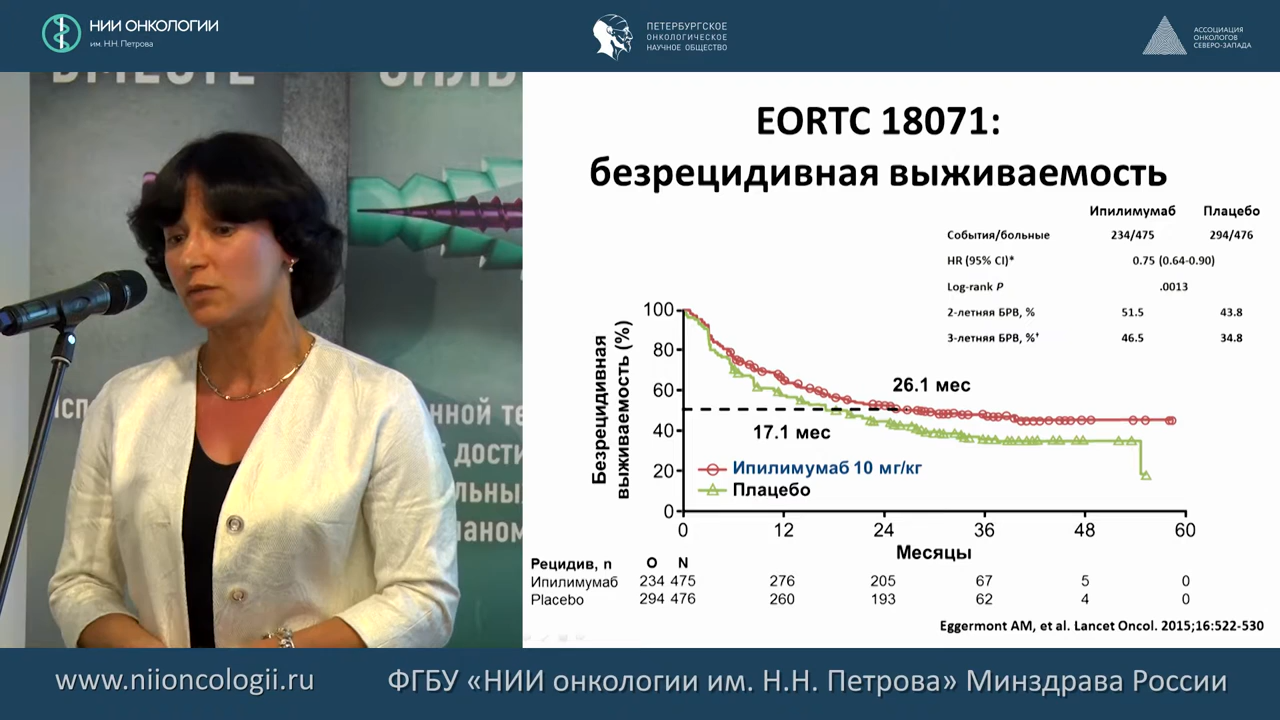 НИИ ОНКОЛОГИИ
им. Н.Н. Петрова
ПЕТЕРБУРГСКОЕ
ОНКОЛОГИЧЕСКОЕ
НАУЧНОЕ ОБЩЕСТВО
АССОЦИАЦИЯ
ОНКОЛОГОВ
СЕВЕРО-ЗАПАДА
ВМЕСТЕ
EORTC 18071:
безрецидивная выживаемость
Ипилимумаб Плацебо
События/больные 234/475 294/476
HR (95% CI)* 0.75 (0.64-0.90)
Log-rank P .0013
2-летняя БРВ, % 51.5 43.8
3-летняя БРВ, %† 46.5 34.8
Безрецидивная
выживаемость (%)
100
80
60
40
20
0
26.1 мес
17.1 мес
Ипилимумаб 10 мг/кг
Плацебо
0 12 24 36 48 60
Месяцы
Рецидив, n O N
Ипилимумаб 234 475 276 205 67 5 0
Placebo 294 476 260 193 62 4 0
Eggermont AM, et al. Lancet Oncol. 2015;16:522-530
www.niioncologii.ru
ФГБУ «НИИ онкологии им. Н.Н. Петрова» Минздрава России